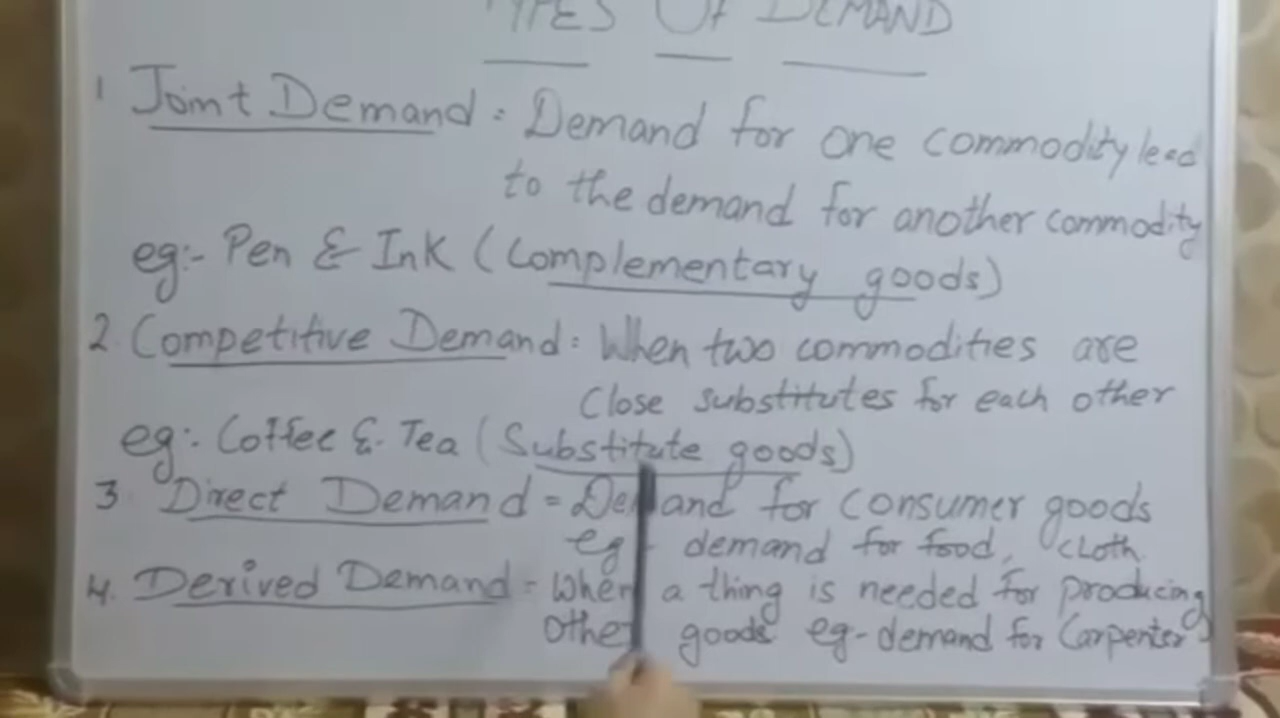 TYPES OF DEMAND
1 Joint Demand = Demand for one commodity lead
to the demand for another commodity
eg:- Pen & Ink (Complementary goods)
2. Competitive Demand : When two commodities are
Close substitutes for each other
eg:- Coffee & Tea (Substitute goods)
3 Direct Demand = Demand for consumer goods
eg- demand for food, cloth
4. Derived Demand = When a thing is needed for producing
other goods eg- demand for Carpenter